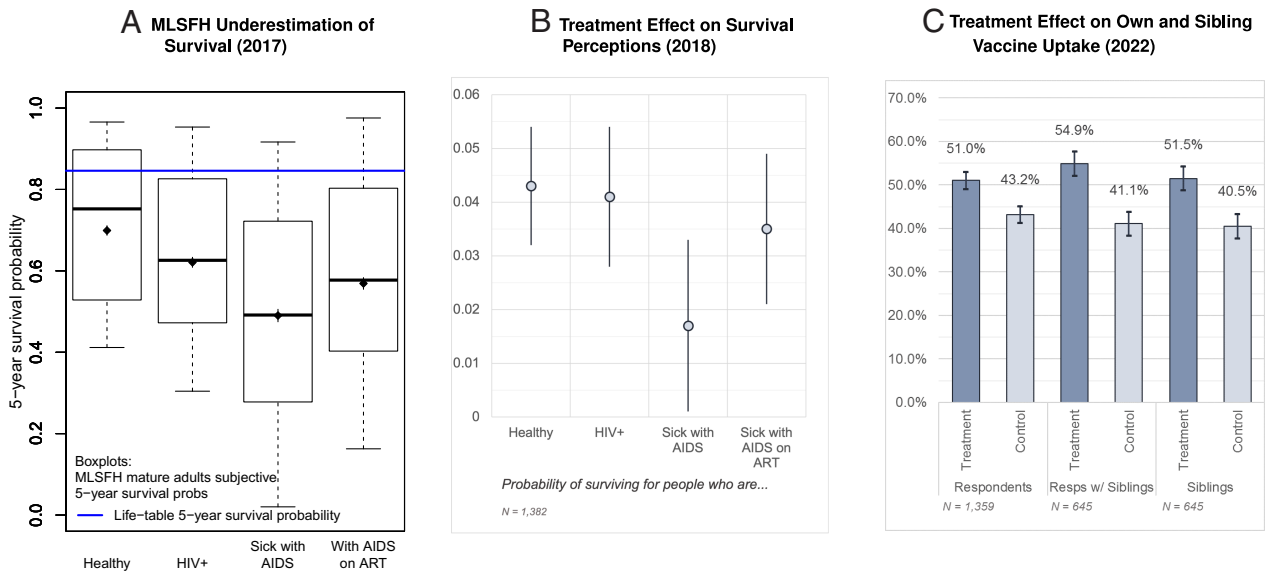 A MLSFH Underestimation of
Survival (2017)
1.0
0.8
0.6
0.4
0.2
0.0
5−year survival probability
Boxplots:
MLSFH mature adults subjective
5−year survival probs
Life−table 5−year survival probability
Healthy
HIV+
Sick with
AIDS
With AIDS
on ART
B Treatment Effect on Survival
Perceptions (2018)
0.06
0.05
0.04
0.03
0.02
0.01
0
Healthy
HIV+
Sick with
AIDS
Sick with
AIDS on
ART
Probability of surviving for people who are...
N = 1,382
C Treatment Effect on Own and Sibling
Vaccine Uptake (2022)
70.0%
60.0%
50.0%
40.0%
30.0%
20.0%
10.0%
0.0%
51.0%
43.2%
54.9%
41.1%
51.5%
40.5%
Treatment
Control
Treatment
Control
Treatment
Control
Respondents
Resps w/ Siblings
Siblings
N = 1,359
N = 645
N = 645